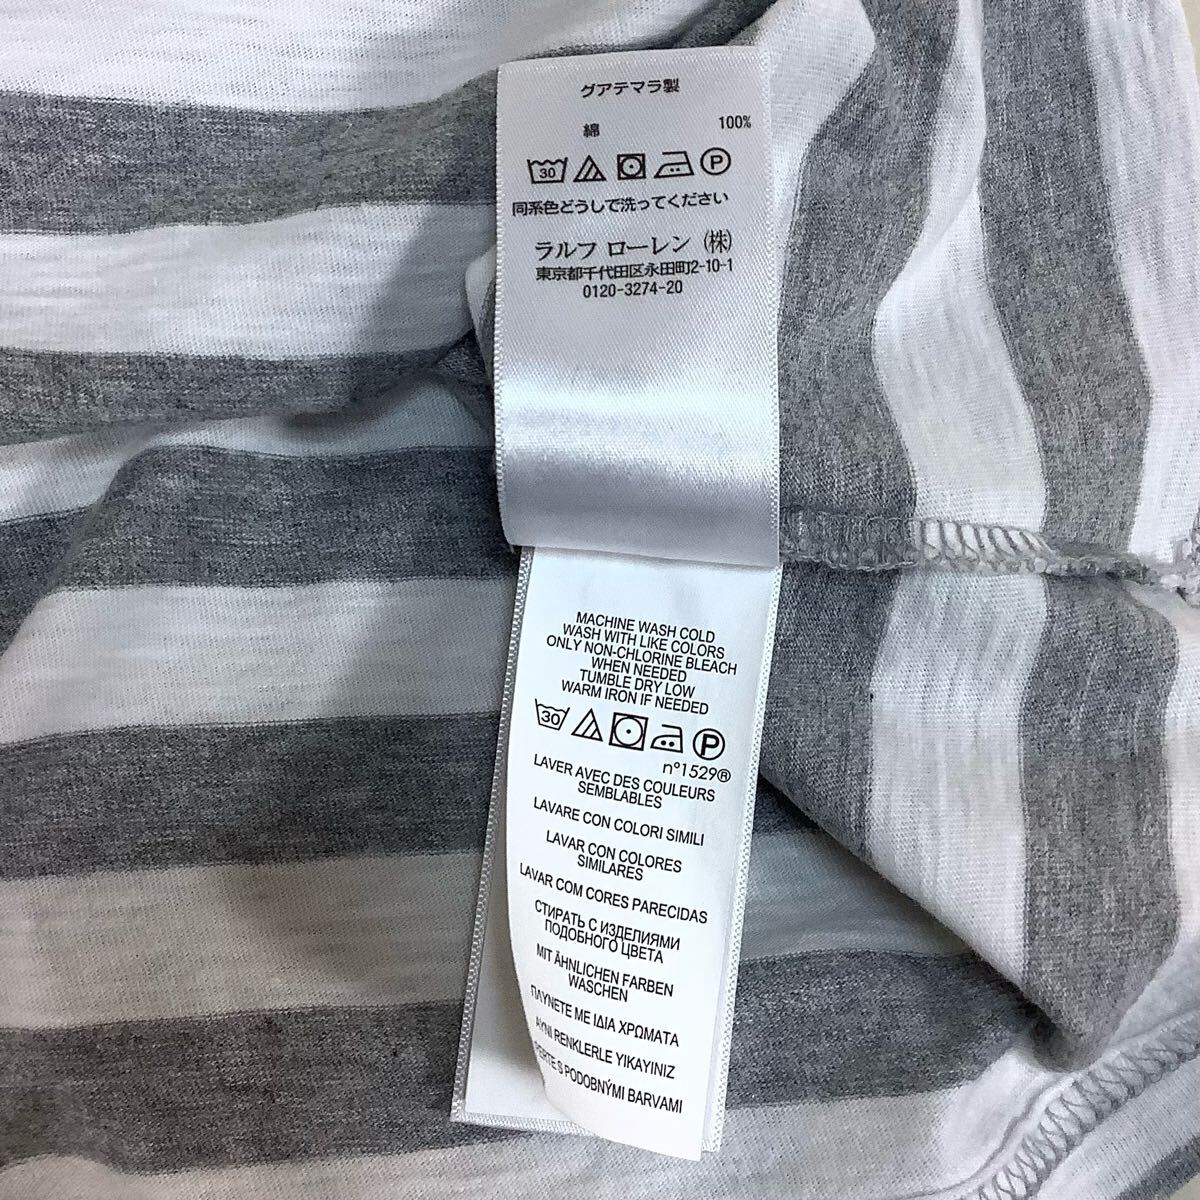 グアテマラ製
綿 100%
30 P
同系色どうしで洗ってください
ラルフ ローレン (株)
東京都千代田区永田町2-10-1
0120-3274-20
MACHINE WASH COLD
WASH WITH LIKE COLORS
ONLY NON-CHLORINE BLEACH
WHEN NEEDED
TUMBLE DRY LOW
WARM IRON IF NEEDED
30 P
n°1529®
LAVER AVEC DES COULEURS
SEMBLABLES
LAVARE CON COLORI SIMILI
LAVAR CON COLORES
SIMILARES
LAVAR COM CORES PARECIDAS
СТИРАТЬ С ИЗДЕЛИЯМИ
ПОДОБНОГО ЦВЕТА
MIT ÄHNLICHEN FARBEN
WASCHEN
ΠΛΥΝΕΤΕ ΜΕ ΙΔΙΑ ΧΡΩΜΑΤΑ
AYNI RENKLERLE YIKAYINIZ
S PODOBNÝMI BARVAMI